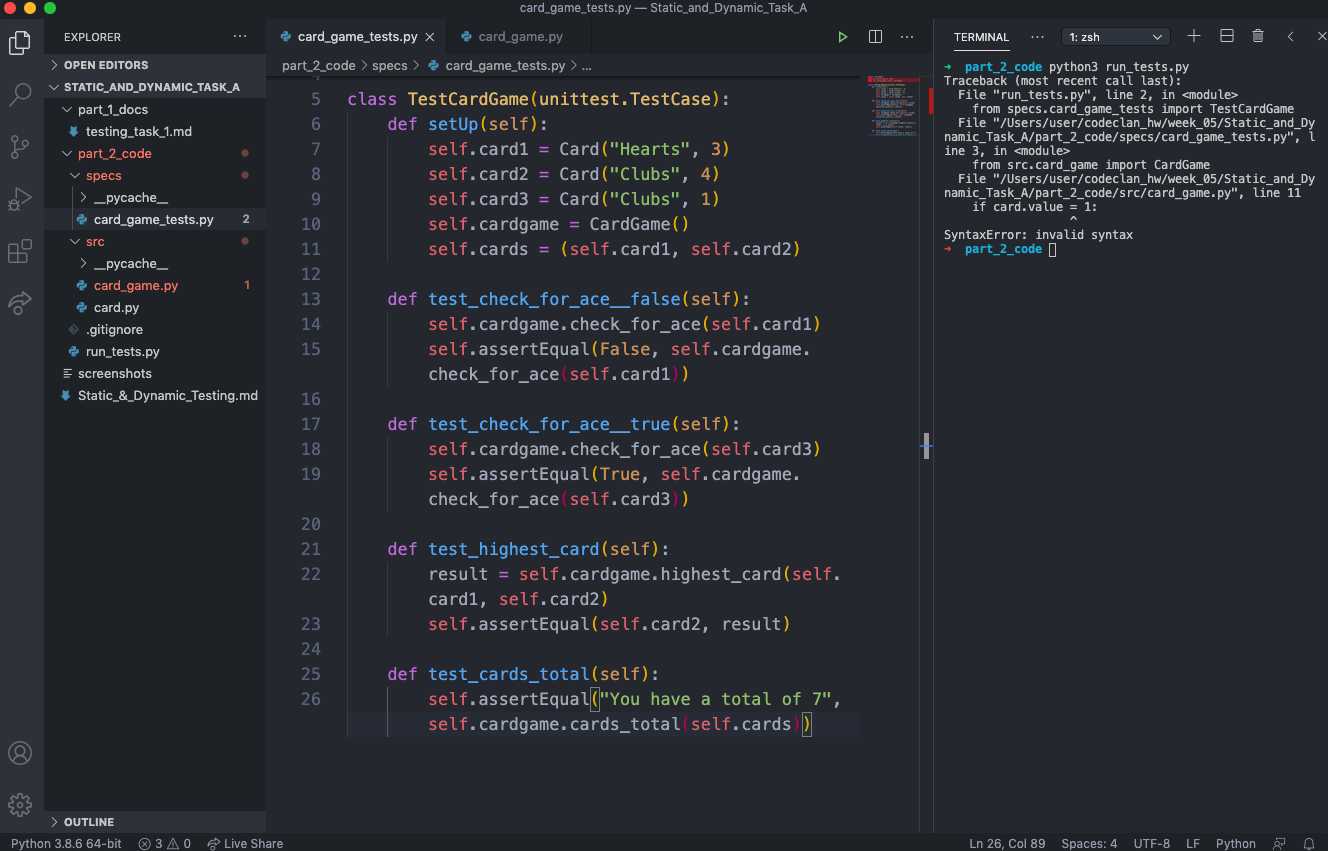 card_game_tests.py — Static_and_Dynamic_Task_A
EXPLORER
OPEN EDITORS
STATIC_AND_DYNAMIC_TASK_A
part_1_docs
testing_task_1.md
part_2_code
specs
__pycache__
card_game_tests.py 2
src
__pycache__
card_game.py 1
card.py
.gitignore
run_tests.py
screenshots
Static_&_Dynamic_Testing.md
OUTLINE
card_game_tests.py
card_game.py
part_2_code > specs > card_game_tests.py > ...
5 class TestCardGame(unittest.TestCase):
6 def setUp(self):
7 self.card1 = Card("Hearts", 3)
8 self.card2 = Card("Clubs", 4)
9 self.card3 = Card("Clubs", 1)
10 self.cardgame = CardGame()
11 self.cards = (self.card1, self.card2)
12
13 def test_check_for_ace__false(self):
14 self.cardgame.check_for_ace(self.card1)
15 self.assertEqual(False, self.cardgame.
check_for_ace(self.card1))
16
17 def test_check_for_ace__true(self):
18 self.cardgame.check_for_ace(self.card3)
19 self.assertEqual(True, self.cardgame.
check_for_ace(self.card3))
20
21 def test_highest_card(self):
22 result = self.cardgame.highest_card(self.
card1, self.card2)
23 self.assertEqual(self.card2, result)
24
25 def test_cards_total(self):
26 self.assertEqual("You have a total of 7",
self.cardgame.cards_total(self.cards))
TERMINAL
1: zsh
part_2_code python3 run_tests.py
Traceback (most recent call last):
File "run_tests.py", line 2, in <module>
from specs.card_game_tests import TestCardGame
File "/Users/user/codeclan_hw/week_05/Static_and_Dy
namic_Task_A/part_2_code/specs/card_game_tests.py", l
ine 3, in <module>
from src.card_game import CardGame
File "/Users/user/codeclan_hw/week_05/Static_and_Dy
namic_Task_A/part_2_code/src/card_game.py", line 11
if card.value = 1:
^
SyntaxError: invalid syntax
part_2_code
Python 3.8.6 64-bit
3
0
Live Share
Ln 26, Col 89
Spaces: 4
UTF-8
LF
Python